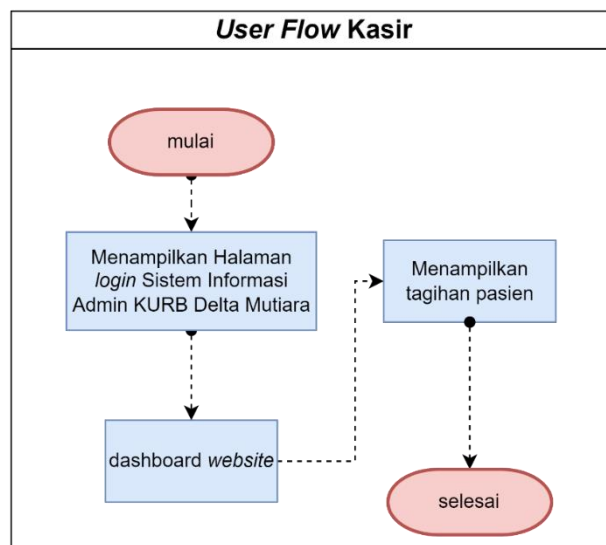 User Flow Kasir
mulai
Menampilkan Halaman
login Sistem Informasi
Admin KURB Delta Mutiara
dashboard website
Menampilkan
tagihan pasien
selesai